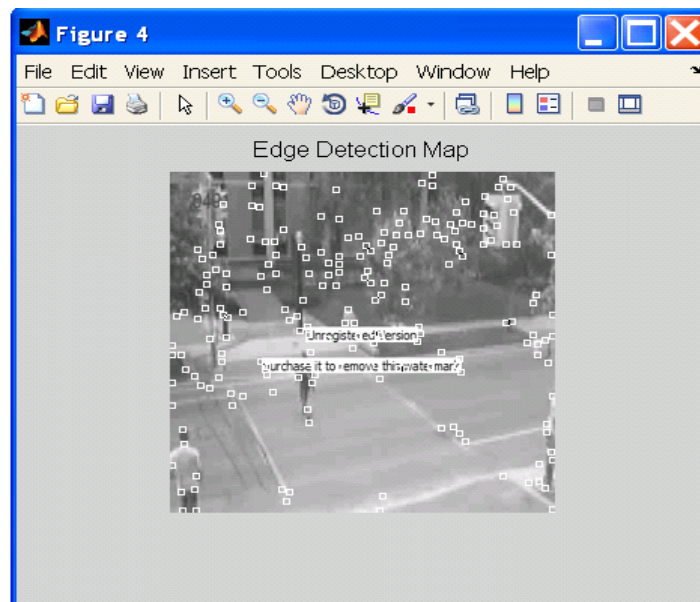 Figure 4
File Edit View Insert Tools Desktop Window Help
Edge Detection Map
Unregistered Version
purchase it to remove this watermark